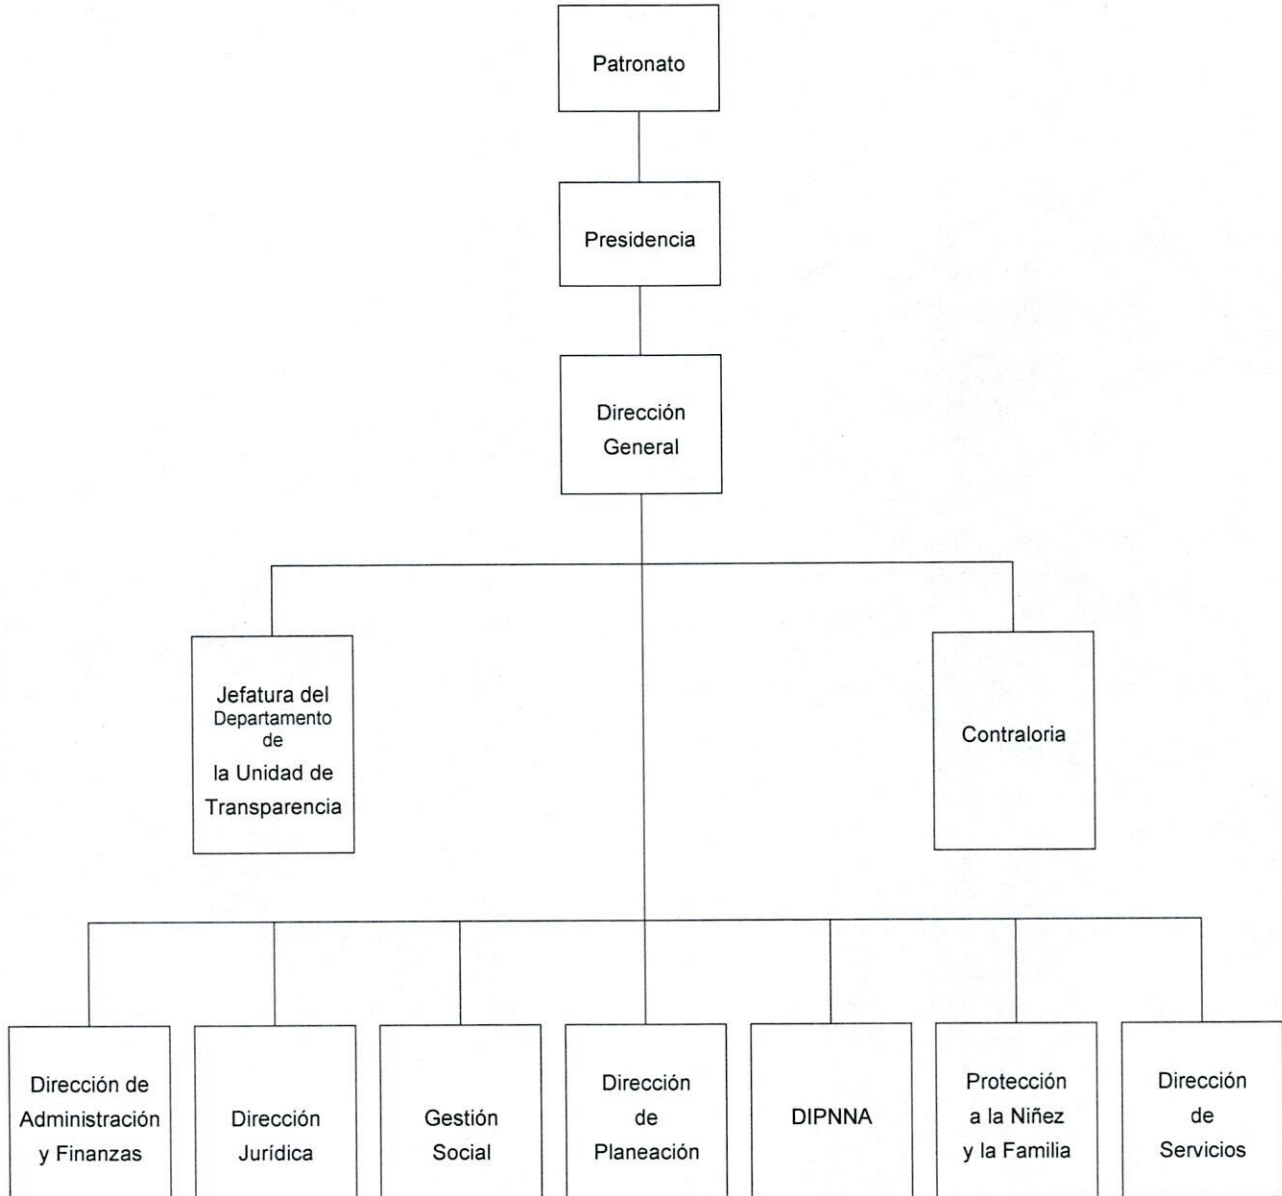 Patronato
Presidencia
Dirección
General
Jefatura del
Departamento
de
la Unidad de
Transparencia
Contraloria
Dirección de
Administración
y Finanzas
Dirección
Jurídica
Gestión
Social
Dirección
de
Planeación
DIPNNA
Protección
a la Niñez
y la Familia
Dirección
de
Servicios